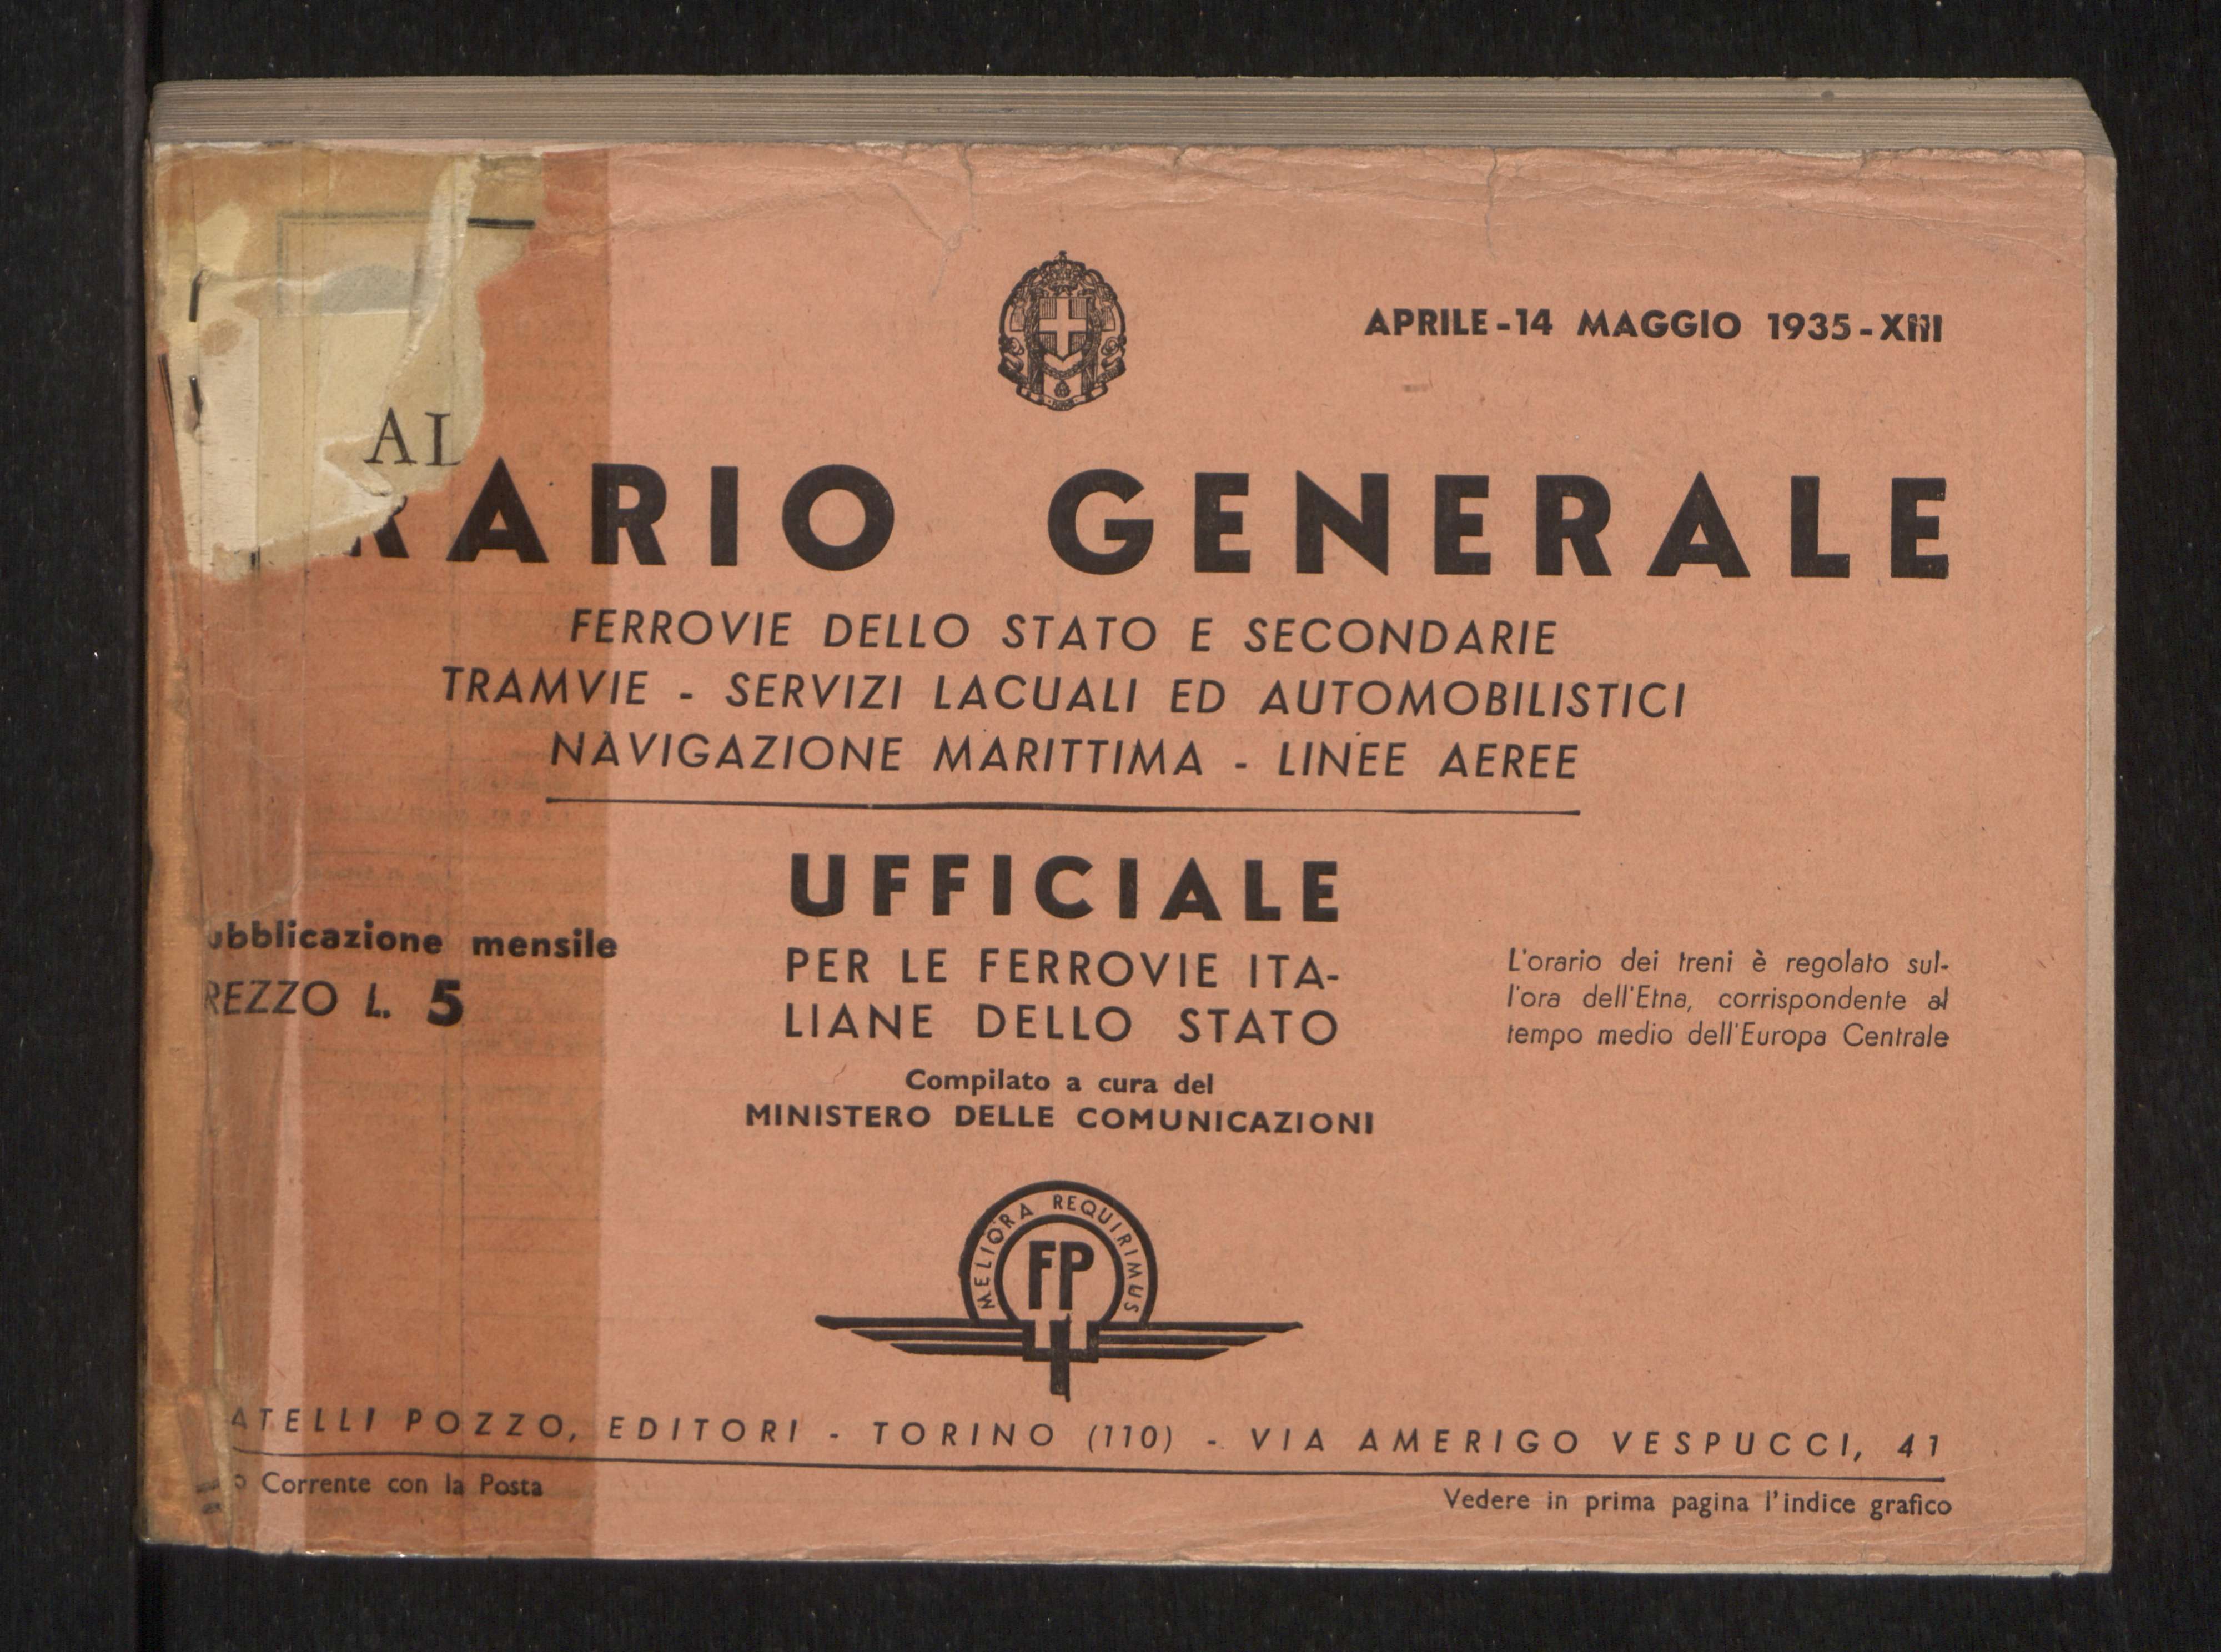 APRILE-14 MAGGIO 1935-XIII
AL
RARIO GENERALE
FERROVIE DELLO STATO E SECONDARIE
TRAMVIE - SERVIZI LACUALI ED AUTOMOBILISTICI
NAVIGAZIONE MARITTIMA - LINEE AEREE
UFFICIALE
PER LE FERROVIE ITA-
LIANE DELLO STATO
Compilato a cura del
MINISTERO DELLE COMUNICAZIONI
ubblicazione mensile
REZZO L. 5
L'orario dei treni è regolato sul-
l'ora dell'Etna, corrispondente al
tempo medio dell'Europa Centrale
MELIORA REQUIRIMUS
FP
ATELLI POZZO, EDITORI - TORINO (110) - VIA AMERIGO VESPUCCI, 41
o Corrente con la Posta
Vedere in prima pagina l'indice grafico